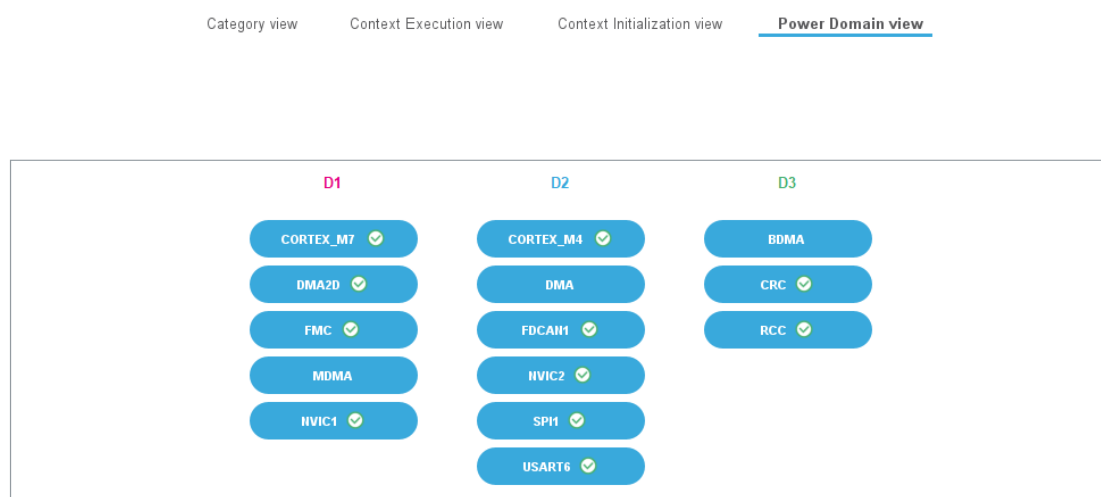 Category view Context Execution view Context Initialization view Power Domain view
D1 D2 D3
CORTEX_M7 CORTEX_M4 BDMA
DMA2D DMA CRC
FMC FDCAN1 RCC
MDMA NVIC2
NVIC1 SPI1
USART6